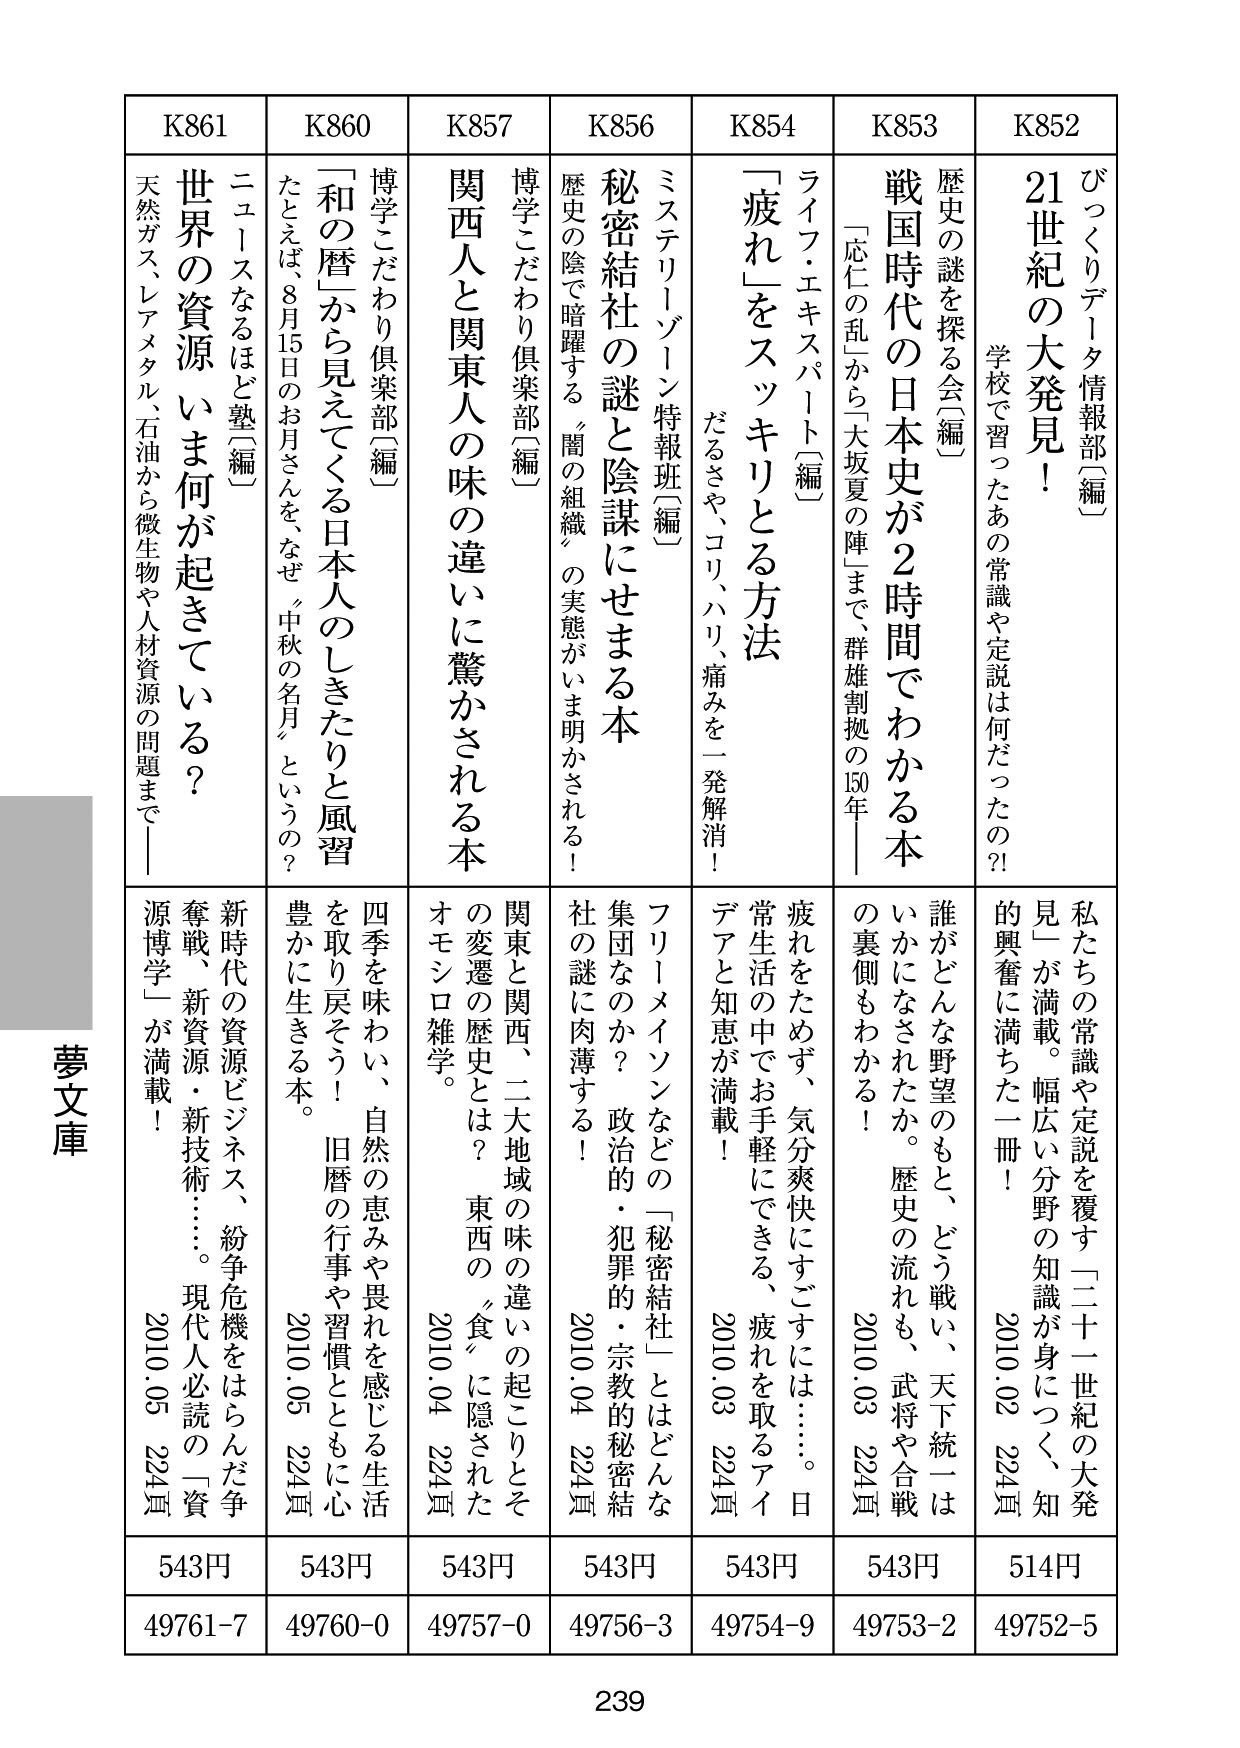 K852
びっくりデータ情報部〔編〕
21世紀の大発見！
学校で習ったあの常識や定説は何だったの?!
私たちの常識や定説を覆す「二十一世紀の大発
見」が満載。幅広い分野の知識が身につく、知
的興奮に満ちた一冊！ 2010.02 224頁
514円
49752-5
K853
歴史の謎を探る会〔編〕
戦国時代の日本史が２時間でわかる本
「応仁の乱」から「大坂夏の陣」まで、群雄割拠の150年――
誰がどんな野望のもと、どう戦い、天下統一は
いかになされたか。歴史の流れも、武将や合戦
の裏側もわかる！ 2010.03 224頁
543円
49753-2
K854
ライフ・エキスパート〔編〕
「疲れ」をスッキリとる方法
だるさや、コリ、ハリ、痛みを一発解消！
疲れをためず、気分爽快にすごすには……。日
常生活の中でお手軽にできる、疲れを取るアイ
デアと知恵が満載！ 2010.03 224頁
543円
49754-9
K856
ミステリーゾーン特報班〔編〕
秘密結社の謎と陰謀にせまる本
歴史の陰で暗躍する〝闇の組織〟の実態がいま明かされる！
フリーメイソンなどの「秘密結社」とはどんな
集団なのか？ 政治的・犯罪的・宗教的秘密結
社の謎に肉薄する！ 2010.04 224頁
543円
49756-3
K857
博学こだわり倶楽部〔編〕
関西人と関東人の味の違いに驚かされる本
関東と関西、二大地域の味の違いの起こりとそ
の変遷の歴史とは？ 東西の〝食〟に隠された
オモシロ雑学。 2010.04 224頁
543円
49757-0
K860
博学こだわり倶楽部〔編〕
「和の暦」から見えてくる日本人のしきたりと風習
たとえば、８月15日のお月さんを、なぜ〝中秋の名月〟というの？
四季を味わい、自然の恵みや畏れを感じる生活
を取り戻そう！ 旧暦の行事や習慣とともに心
豊かに生きる本。 2010.05 224頁
543円
49760-0
K861
ニュースなるほど塾〔編〕
世界の資源 いま何が起きている？
天然ガス、レアメタル、石油から微生物や人材資源の問題まで――
新時代の資源ビジネス、紛争危機をはらんだ争
奪戦、新資源・新技術……。現代人必読の「資
源博学」が満載！ 2010.05 224頁
543円
49761-7
夢文庫
239